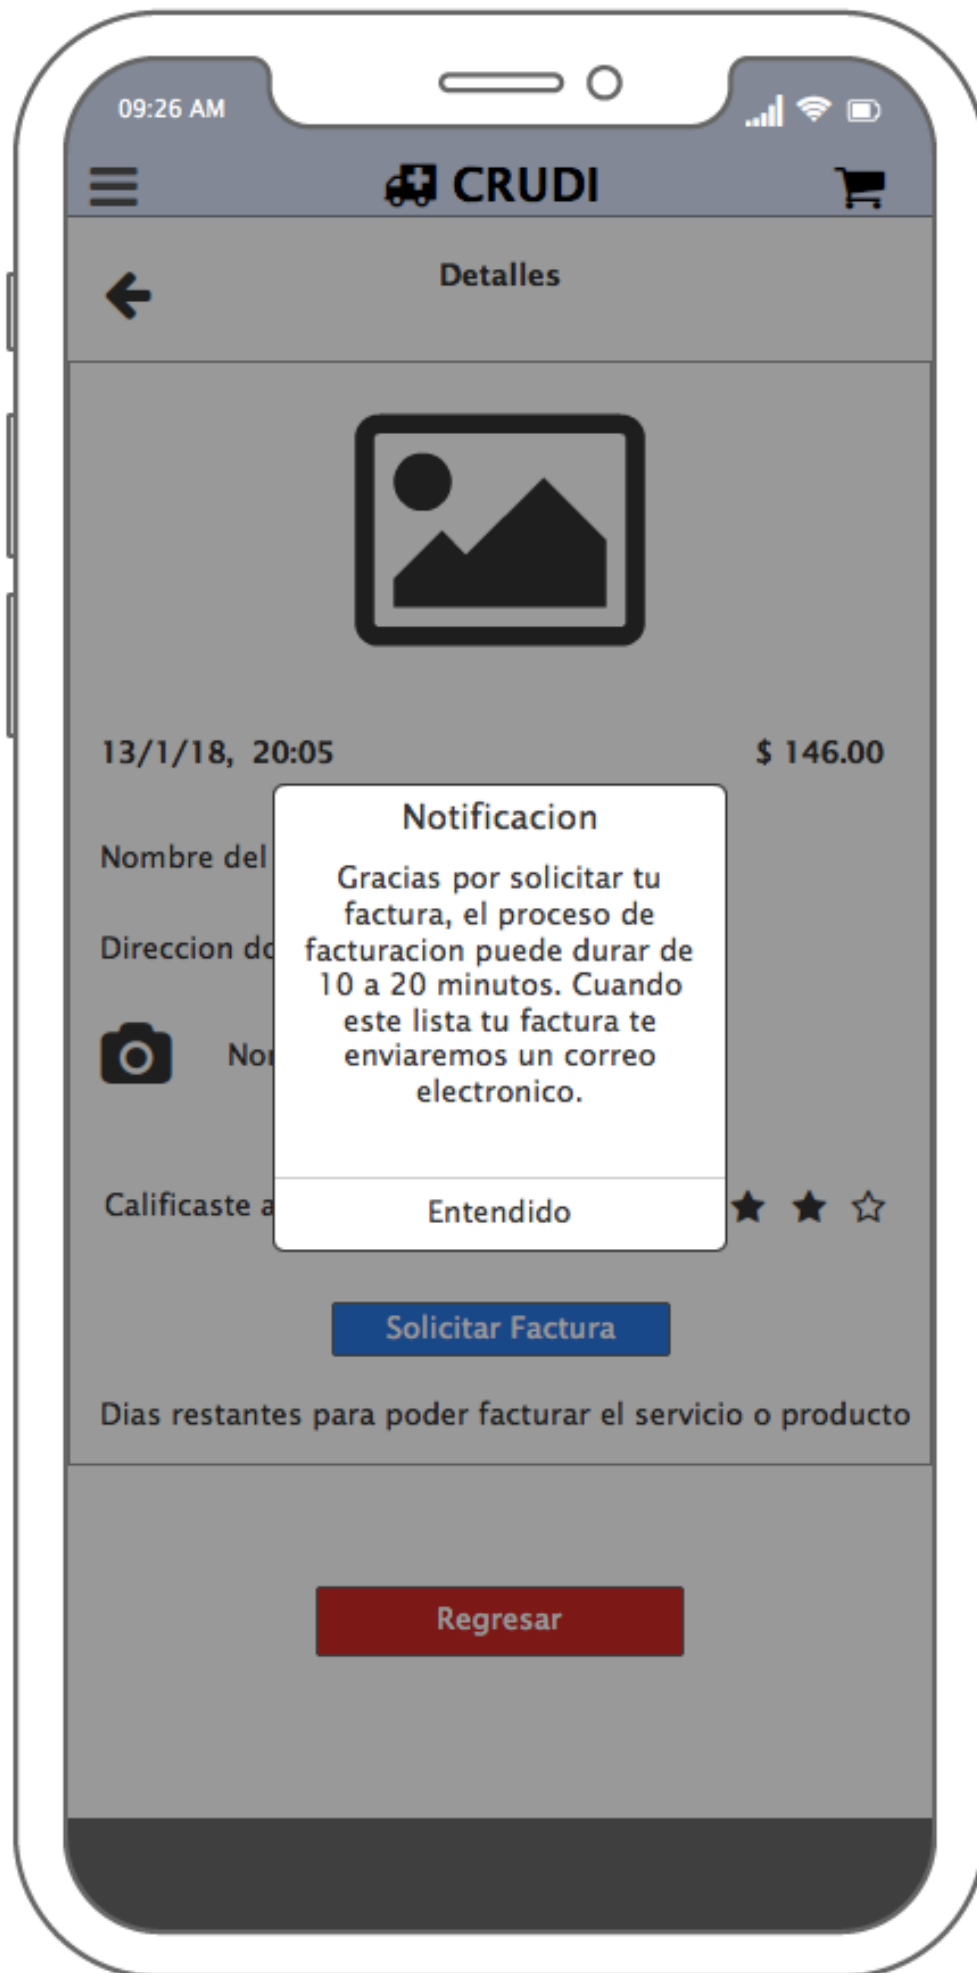 09:26 AM
CRUDI
Detalles
13/1/18, 20:05
$ 146.00
Notificacion
Gracias por solicitar tu
factura, el proceso de
facturacion puede durar de
10 a 20 minutos. Cuando
este lista tu factura te
enviaremos un correo
electronico.
Entendido
Nombre del
Direccion
Calificaste
Solicitar Factura
Dias restantes para poder facturar el servicio o producto
Regresar